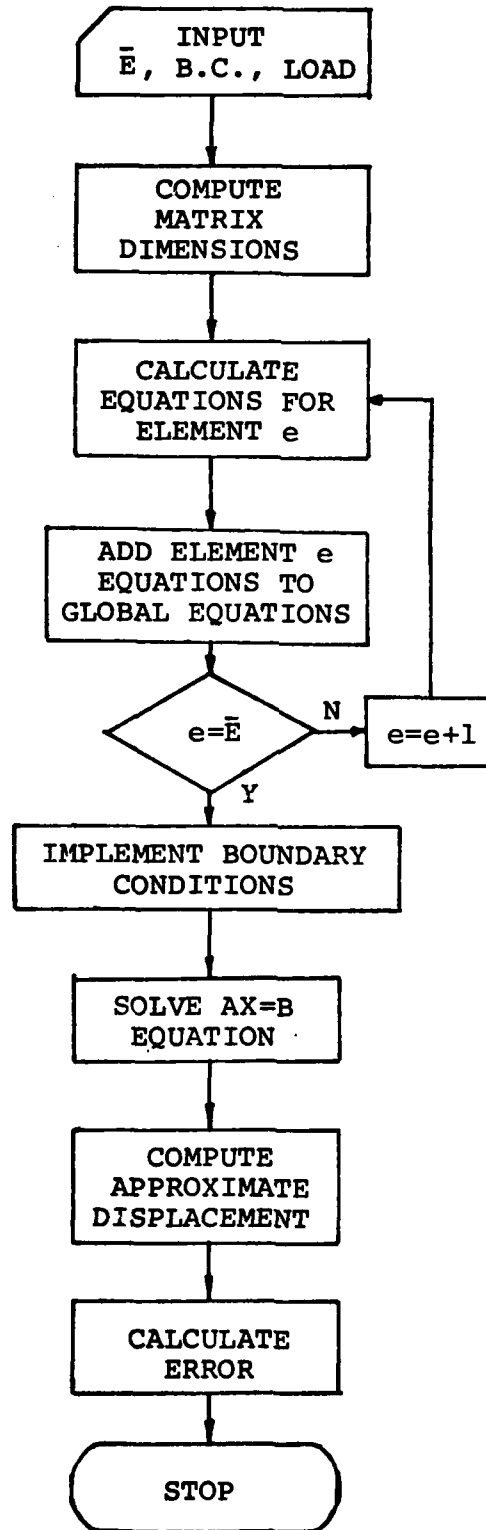 INPUT
Ē, B.C., LOAD
COMPUTE
MATRIX
DIMENSIONS
CALCULATE
EQUATIONS FOR
ELEMENT e
ADD ELEMENT e
EQUATIONS TO
GLOBAL EQUATIONS
e=Ē
N
e=e+1
Y
IMPLEMENT BOUNDARY
CONDITIONS
SOLVE AX=B
EQUATION
COMPUTE
APPROXIMATE
DISPLACEMENT
CALCULATE
ERROR
STOP